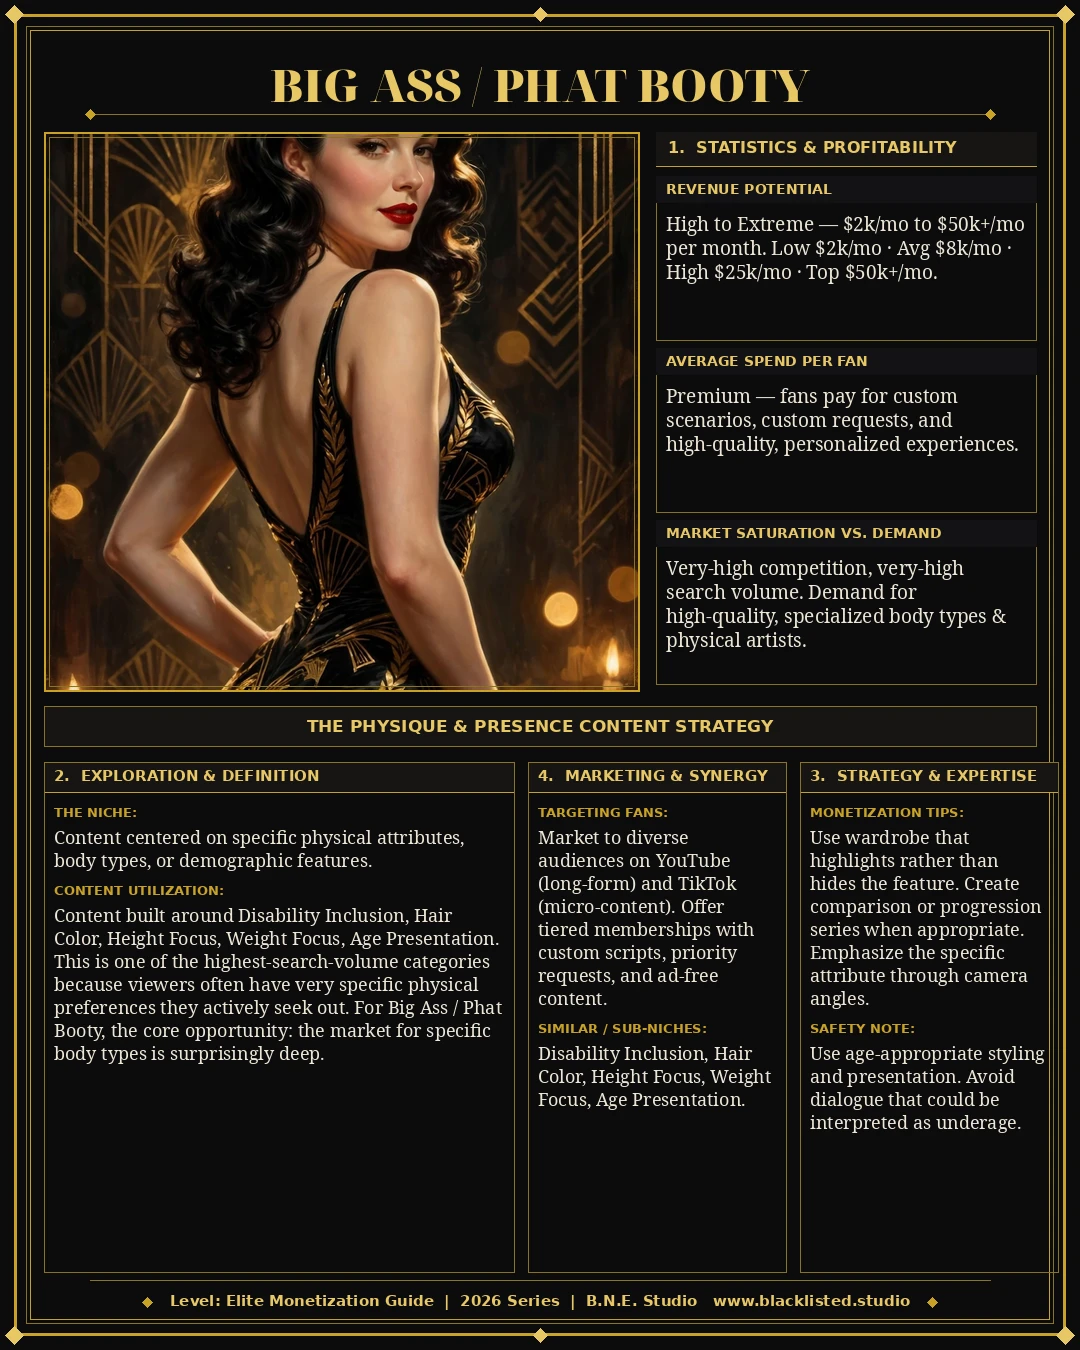 BIG ASS / PHAT BOOTY
1. STATISTICS & PROFITABILITY
REVENUE POTENTIAL
High to Extreme — $2k/mo to $50k+/mo
per month. Low $2k/mo · Avg $8k/mo ·
High $25k/mo · Top $50k+/mo.
AVERAGE SPEND PER FAN
Premium — fans pay for custom
scenarios, custom requests, and
high-quality, personalized experiences.
MARKET SATURATION VS. DEMAND
Very-high competition, very-high
search volume. Demand for
high-quality, specialized body types &
physical artists.
THE PHYSIQUE & PRESENCE CONTENT STRATEGY
2. EXPLORATION & DEFINITION
THE NICHE:
Content centered on specific physical attributes,
body types, or demographic features.
CONTENT UTILIZATION:
Content built around Disability Inclusion, Hair
Color, Height Focus, Weight Focus, Age Presentation.
This is one of the highest-search-volume categories
because viewers often have very specific physical
preferences they actively seek out. For Big Ass / Phat
Booty, the core opportunity: the market for specific
body types is surprisingly deep.
4. MARKETING & SYNERGY
TARGETING FANS:
Market to diverse
audiences on YouTube
(long-form) and TikTok
(micro-content). Offer
tiered memberships with
custom scripts, priority
requests, and ad-free
content.
SIMILAR / SUB-NICHES:
Disability Inclusion, Hair
Color, Height Focus, Weight
Focus, Age Presentation.
3. STRATEGY & EXPERTISE
MONETIZATION TIPS:
Use wardrobe that
highlights rather than
hides the feature. Create
comparison or progression
series when appropriate.
Emphasize the specific
attribute through camera
angles.
SAFETY NOTE:
Use age-appropriate styling
and presentation. Avoid
dialogue that could be
interpreted as underage.
Level: Elite Monetization Guide | 2026 Series | B.N.E. Studio www.blacklisted.studio